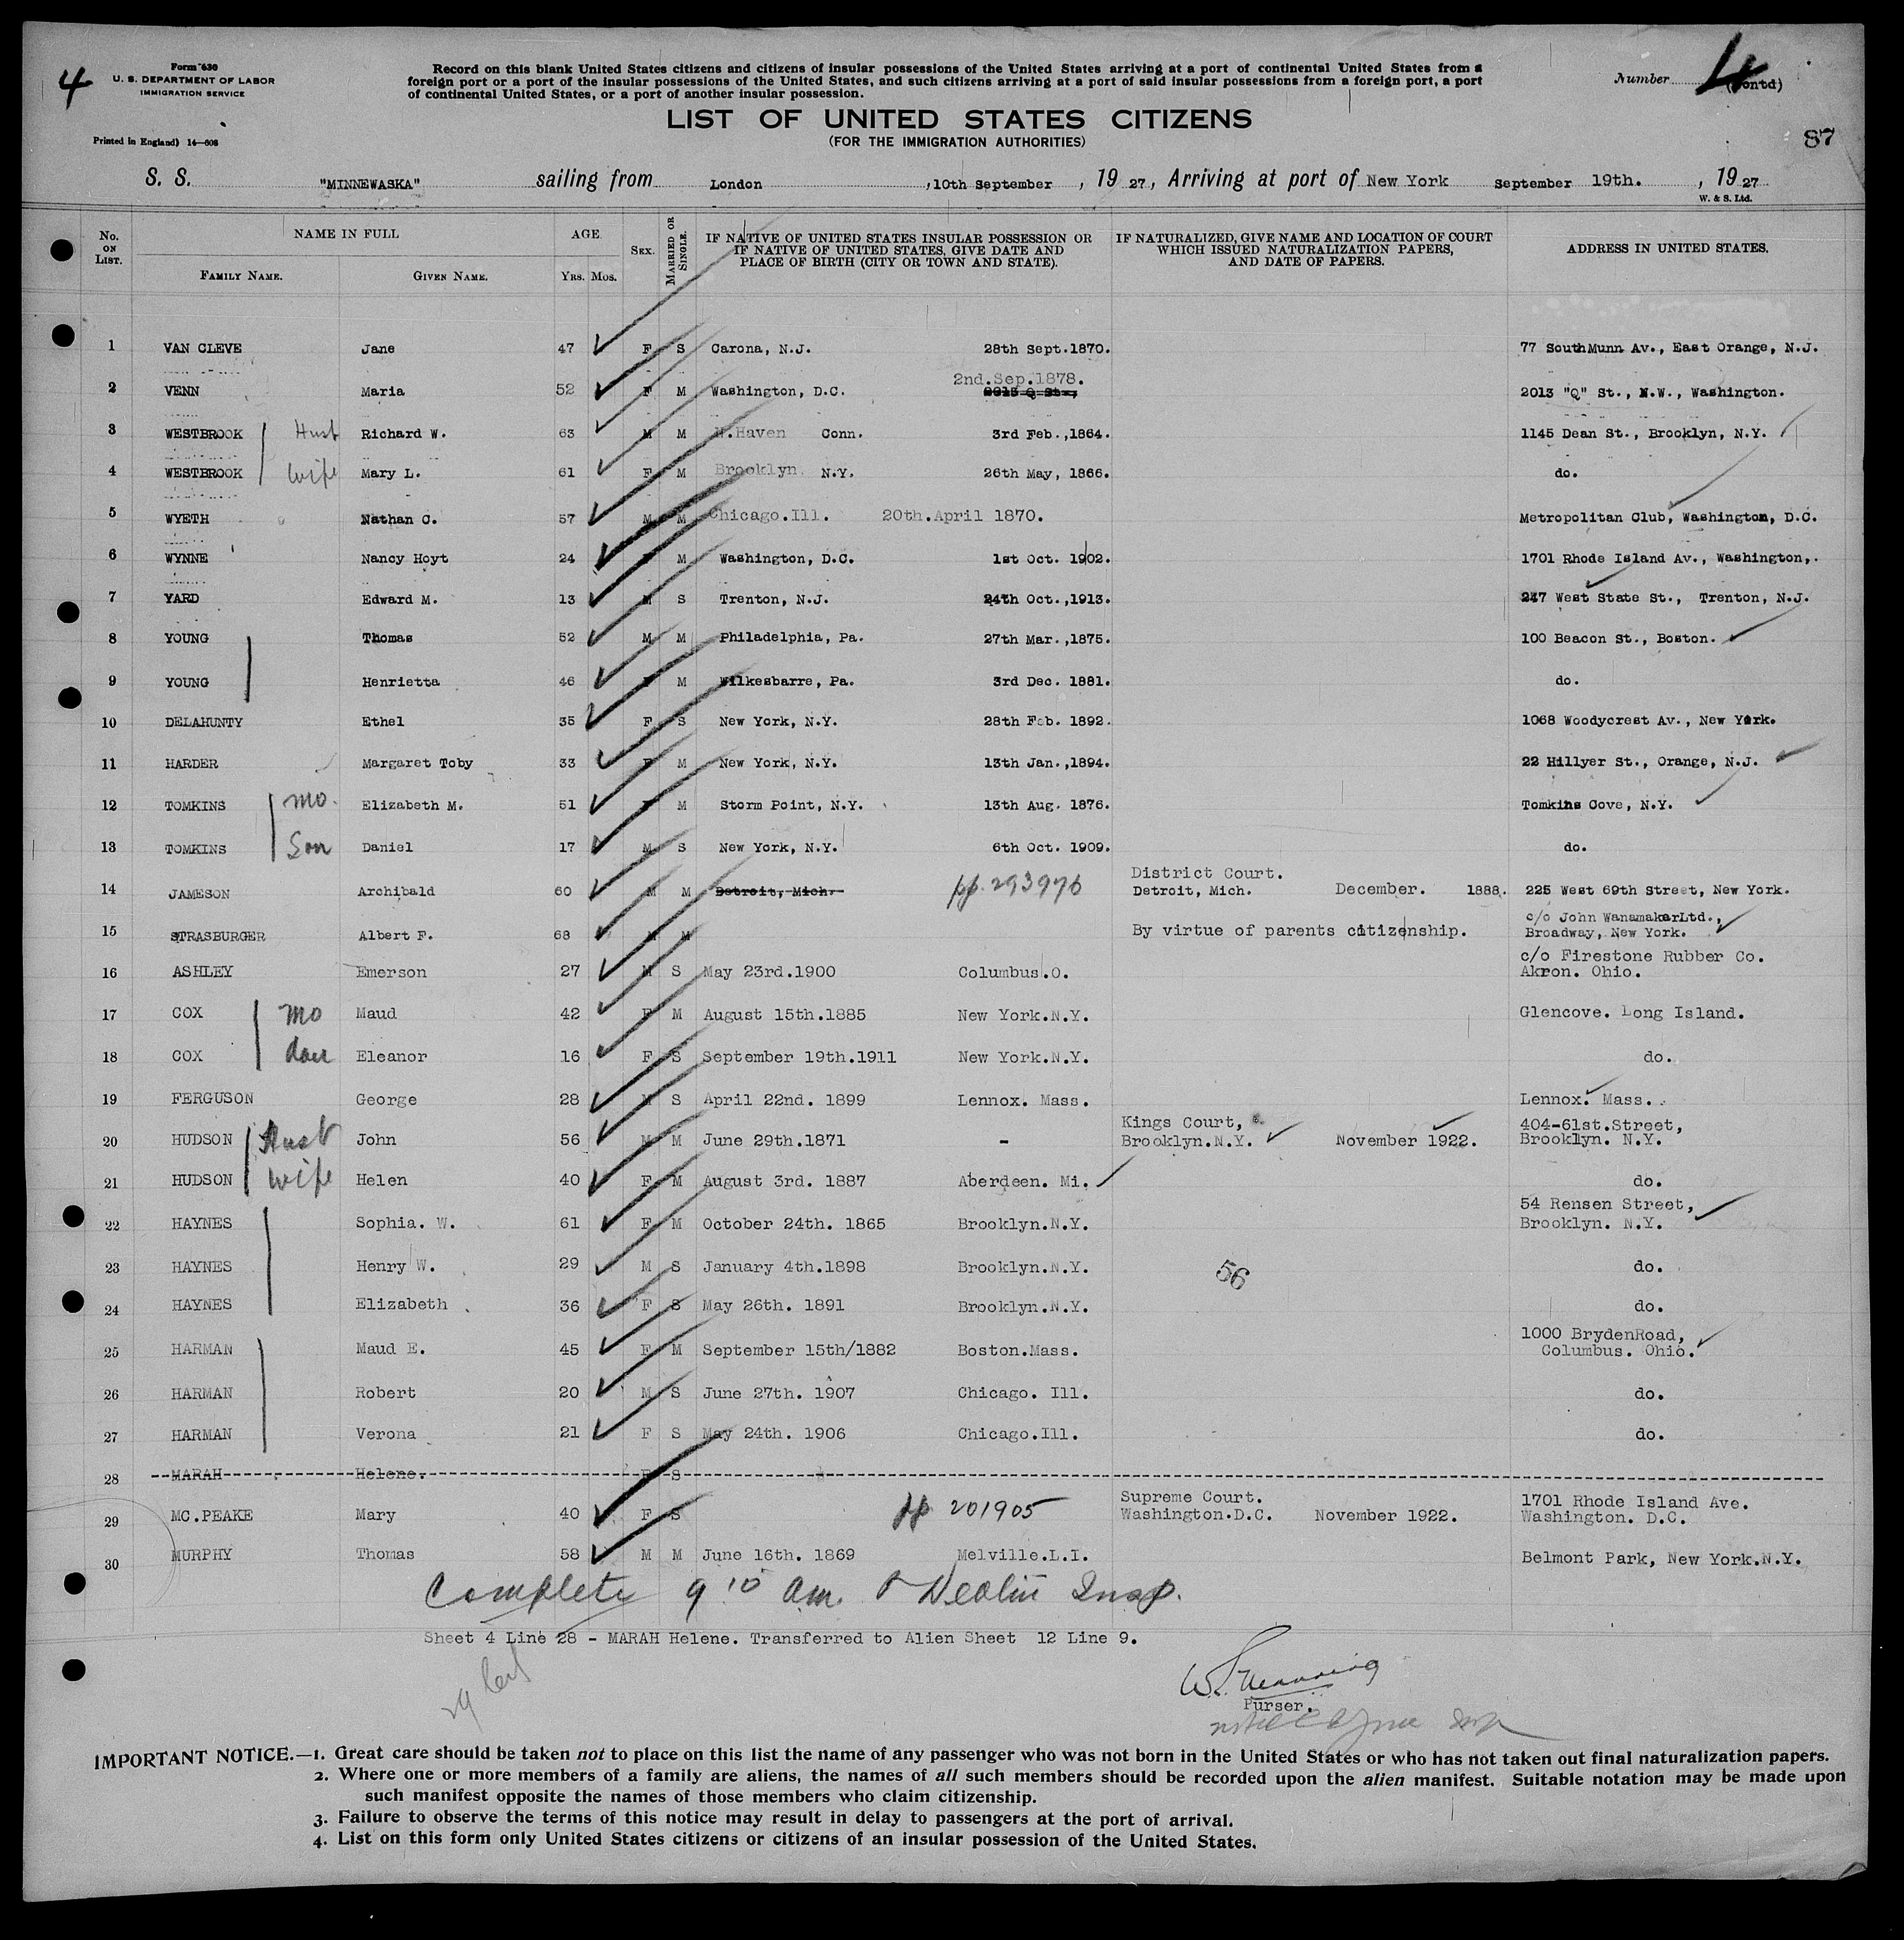 4
Form 630
U. S. DEPARTMENT OF LABOR
IMMIGRATION SERVICE
Printed in England) 14—608
Record on this blank United States citizens and citizens of insular possessions of the United States arriving at a port of continental United States from a
foreign port or a port of the insular possessions of the United States, and such citizens arriving at a port of said insular possessions from a foreign port, a port
of continental United States, or a port of another insular possession.
Number 4 (Contd)
LIST OF UNITED STATES CITIZENS
(FOR THE IMMIGRATION AUTHORITIES)
87
S. S. "MINNEWASKA" sailing from London ,10th September , 19 27, Arriving at port of New York September 19th. , 19 27
W. & S. Ltd.
No. ON LIST. NAME IN FULL FAMILY NAME. GIVEN NAME. AGE YRS. MOS. SEX. MARRIED OR SINGLE. IF NATIVE OF UNITED STATES INSULAR POSSESSION OR IF NATIVE OF UNITED STATES, GIVE DATE AND PLACE OF BIRTH (CITY OR TOWN AND STATE). IF NATURALIZED, GIVE NAME AND LOCATION OF COURT WHICH ISSUED NATURALIZATION PAPERS, AND DATE OF PAPERS. ADDRESS IN UNITED STATES.
1 VAN CLEVE Jane 47 F S Carona, N.J. 28th Sept.1870. 77 SouthMunn Av., East Orange, N.J.
2nd.Sep.1878.
2 VENN Maria 52 F M Washington, D.C. 2013 Q St., 2013 "Q" St., N.W., Washington.
3 WESTBROOK Husb Richard W. 63 M M N.Haven Conn. 3rd Feb.,1864. 1145 Dean St., Brooklyn, N.Y.
4 WESTBROOK Wife Mary L. 61 F M Brooklyn N.Y. 26th May, 1866. do.
5 WYETH Nathan C. 57 M M Chicago.Ill. 20th.April 1870. Metropolitan Club, Washington, D.C.
6 WYNNE Nancy Hoyt 24 F M Washington, D.C. 1st Oct. 1902. 1701 Rhode Island Av., Washington,.
7 YARD Edward M. 13 M S Trenton, N.J. 24th Oct.,1913. 247 West State St., Trenton, N.J.
8 YOUNG Thomas 52 M M Philadelphia, Pa. 27th Mar.,1875. 100 Beacon St., Boston.
9 YOUNG Henrietta 46 F M Wilkesbarre, Pa. 3rd Dec. 1881. do.
10 DELAHUNTY Ethel 35 F S New York, N.Y. 28th Feb. 1892. 1068 Woodycrest Av., New York.
11 HARDER Margaret Toby 33 F M New York, N.Y. 13th Jan.,1894. 22 Hillyer St., Orange, N.J.
12 TOMKINS Mo. Elizabeth M. 51 F M Storm Point, N.Y. 13th Aug. 1876. Tomkins Cove, N.Y.
13 TOMKINS Son Daniel 17 M S New York, N.Y. 6th Oct. 1909. do.
District Court.
14 JAMESON Archibald 60 M M Detroit, Mich. pp. 293976 Detroit, Mich. December. 1888. 225 West 69th Street, New York.
c/o John WanamakerLtd.,
15 STRASBURGER Albert F. 68 M M By virtue of parents citizenship. Broadway, New York.
c/o Firestone Rubber Co.
16 ASHLEY Emerson 27 M S May 23rd.1900 Columbus.O. Akron. Ohio.
17 COX Mo Maud 42 F M August 15th.1885 New York.N.Y. Glencove. Long Island.
18 COX dau Eleanor 16 F S September 19th.1911 New York.N.Y. do.
19 FERGUSON George 28 M S April 22nd. 1899 Lennox. Mass. Lennox. Mass.
Kings Court, 404-61st.Street,
20 HUDSON Husb John 56 M M June 29th.1871 - Brooklyn.N.Y. November 1922. Brooklyn. N.Y.
21 HUDSON Wife Helen 40 F M August 3rd. 1887 Aberdeen. Mi. do.
54 Rensen Street,
22 HAYNES Sophia. W. 61 F M October 24th. 1865 Brooklyn.N.Y. Brooklyn. N.Y.
23 HAYNES Henry W. 29 M S January 4th.1898 Brooklyn.N.Y. 56 do.
24 HAYNES Elizabeth 36 F S May 26th. 1891 Brooklyn.N.Y. do.
1000 BrydenRoad,
25 HARMAN Maud E. 45 F M September 15th/1882 Boston.Mass. Columbus. Ohio.
26 HARMAN Robert 20 M S June 27th. 1907 Chicago. Ill. do.
27 HARMAN Verona 21 F S May 24th. 1906 Chicago.Ill. do.
28 MARAH Helene. F S
Supreme Court. 1701 Rhode Island Ave.
29 MC.PEAKE Mary 40 F S pp 201905 Washington.D.C. November 1922. Washington. D.C.
30 MURPHY Thomas 58 M M June 16th. 1869 Melville.L.I. Belmont Park, New York.N.Y.
Complete 9 15 am. Insp.
Sheet 4 Line 28 - MARAH Helene. Transferred to Alien Sheet 12 Line 9.
29
Purser.
IMPORTANT NOTICE.—1. Great care should be taken not to place on this list the name of any passenger who was not born in the United States or who has not taken out final naturalization papers.
2. Where one or more members of a family are aliens, the names of all such members should be recorded upon the alien manifest. Suitable notation may be made upon
such manifest opposite the names of those members who claim citizenship.
3. Failure to observe the terms of this notice may result in delay to passengers at the port of arrival.
4. List on this form only United States citizens or citizens of an insular possession of the United States.